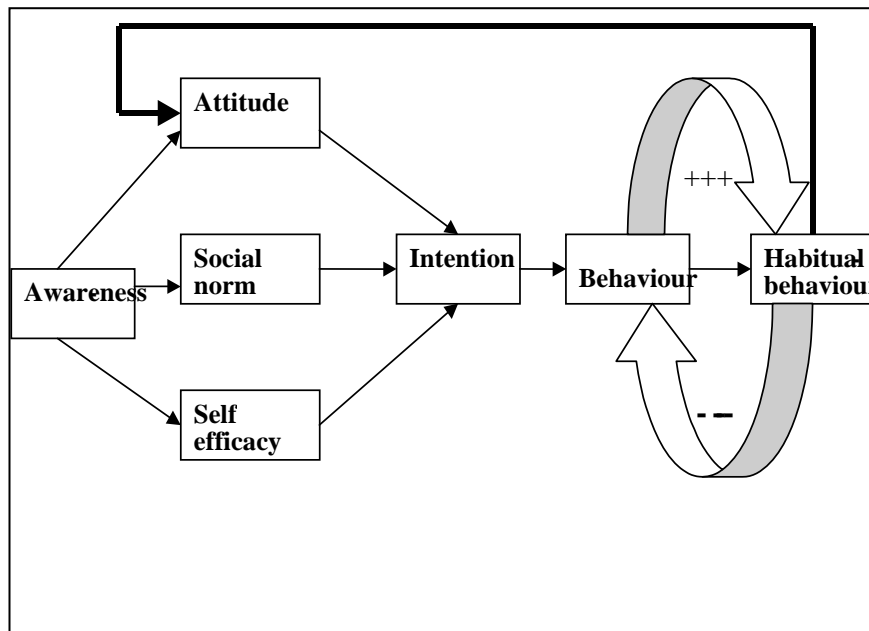 Attitude
+++
Social
norm
Intention
Behaviour
Habitual
behaviour
Awareness
Self
efficacy
---